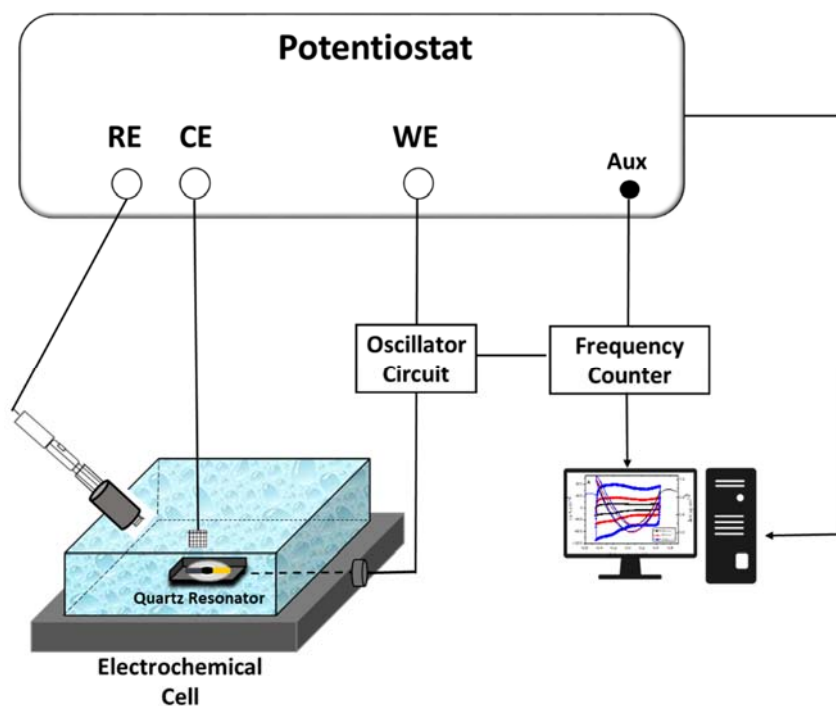 Potentiostat
RE
CE
WE
Aux
Oscillator
Circuit
Frequency
Counter
Quartz Resonator
Electrochemical
Cell